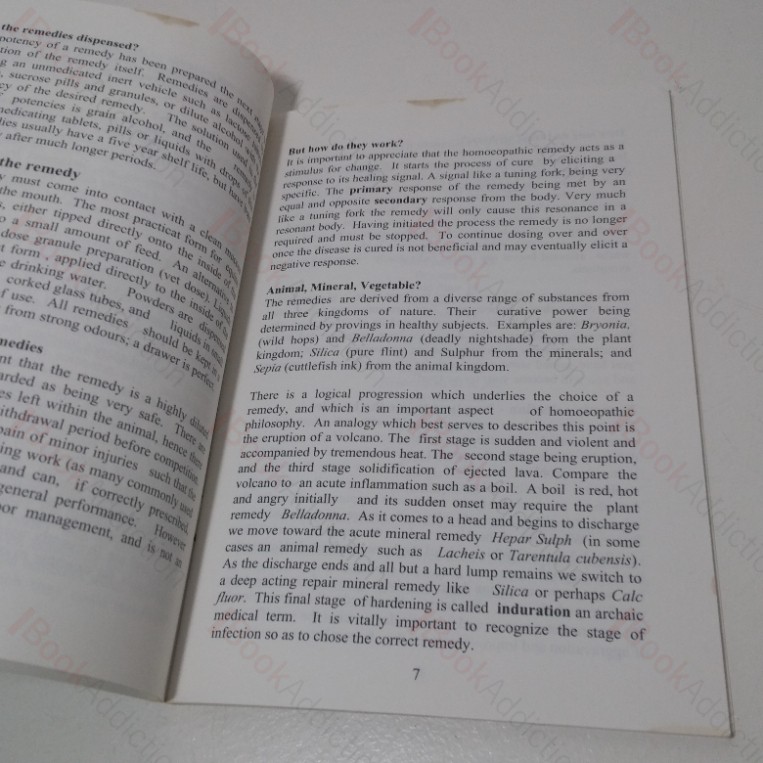 the remedies dispensed?
potency of a remedy has been prepared the next
of the remedy itself. Remedies are
an unmedicated inert vehicle such as
sucrose pills and granules, or dilute alcohol
of the desired remedy. The solution used
potencies is grain alcohol, and the
medicating tablets, pills or liquids with drops of
usually have a five year shelf life, but have
after much longer periods.
the remedy
must come into contact with a clean
the mouth. The most practical form for
either tipped directly onto the inside of
a small amount of feed. An alternative
dose granule preparation (vet dose). Liquids
form - applied directly to the inside of the
drinking water. Powders are dispensed
corked glass tubes, and liquids in
of use. All remedies should be kept in a
from strong odours; a drawer is perfect.
that the remedy is a highly diluted
being very safe. There are
left within the animal, hence there
withdrawal period before competition.
pain of minor injuries such that the
work (as many commonly used
and can, if correctly prescribed,
general performance. However
management, and is not an
But how do they work?
It is important to appreciate that the homoeopathic remedy acts as a
stimulus for change. It starts the process of cure by eliciting a
response to its healing signal. A signal like a tuning fork, being very
specific. The primary response of the remedy being met by an
equal and opposite secondary response from the body. Very much
like a tuning fork the remedy will only cause this resonance in a
resonant body. Having initiated the process the remedy is no longer
required and must be stopped. To continue dosing over and over
once the disease is cured is not beneficial and may eventually elicit a
negative response.
Animal, Mineral, Vegetable?
The remedies are derived from a diverse range of substances from
all three kingdoms of nature. Their curative power being
determined by provings in healthy subjects. Examples are: Bryonia,
(wild hops) and Belladonna (deadly nightshade) from the plant
kingdom; Silica (pure flint) and Sulphur from the minerals; and
Sepia (cuttlefish ink) from the animal kingdom.
There is a logical progression which underlies the choice of a
remedy, and which is an important aspect of homoeopathic
philosophy. An analogy which best serves to describe this point is
the eruption of a volcano. The first stage is sudden and violent and
accompanied by tremendous heat. The second stage being eruption,
and the third stage solidification of ejected lava. Compare the
volcano to an acute inflammation such as a boil. A boil is red, hot
and angry initially and its sudden onset may require the plant
remedy Belladonna. As it comes to a head and begins to discharge
we move toward the acute mineral remedy Hepar Sulph (in some
cases an animal remedy such as Lacheis or Tarentula cubensis).
As the discharge ends and all but a hard lump remains we switch to
a deep acting repair mineral remedy like Silica or perhaps Calc
fluor. This final stage of hardening is called induration an archaic
medical term. It is vitally important to recognize the stage of
infection so as to chose the correct remedy.
7